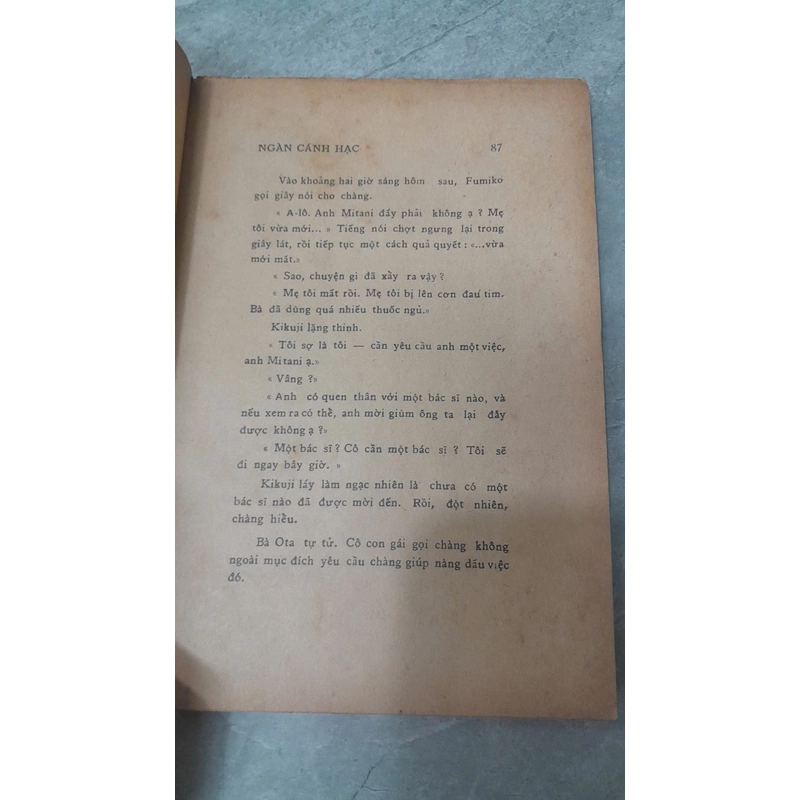 NGÀN CÁNH HẠC 87
Vào khoảng hai giờ sáng hôm sau, Fumiko
gọi giây nói cho chàng.
« A-lô. Anh Mitani đấy phải không ạ ? Mẹ
tôi vừa mới... » Tiếng nói chợt ngưng lại trong
giây lát, rồi tiếp tục một cách quả quyết : «...vừa
mới mất.»
« Sao, chuyện gì đã xẩy ra vậy ?
« Mẹ tôi mất rồi. Mẹ tôi bị lên cơn đau tim.
Bà đã dùng quá nhiều thuốc ngủ.»
Kikuji lặng thinh.
« Tôi sợ là tôi — cần yêu cầu anh một việc,
anh Mitani ạ.»
« Vâng ?»
« Anh có quen thân với một bác sĩ nào, và
nếu xem ra có thể, anh mời giùm ông ta lại đây
được không ạ ?»
« Một bác sĩ ? Cô cần một bác sĩ ? Tôi sẽ
đi ngay bây giờ. »
Kikuji lấy làm ngạc nhiên là chưa có một
bác sĩ nào đã được mời đến. Rồi, đột nhiên,
chàng hiểu.
Bà Ota tự tử. Cô con gái gọi chàng không
ngoài mục đích yêu cầu chàng giúp nàng dấu việc
đó.